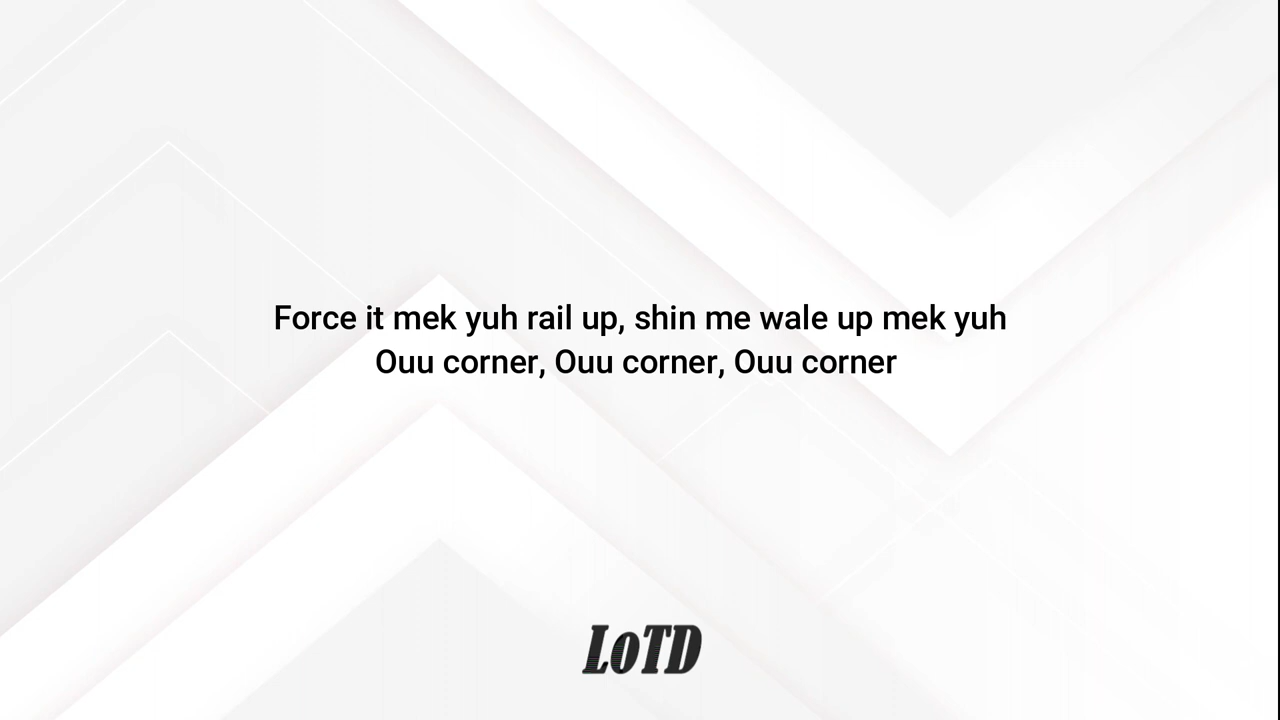 Force it mek yuh rail up, shin me wale up mek yuh
Ouu corner, Ouu corner, Ouu corner
LoTD